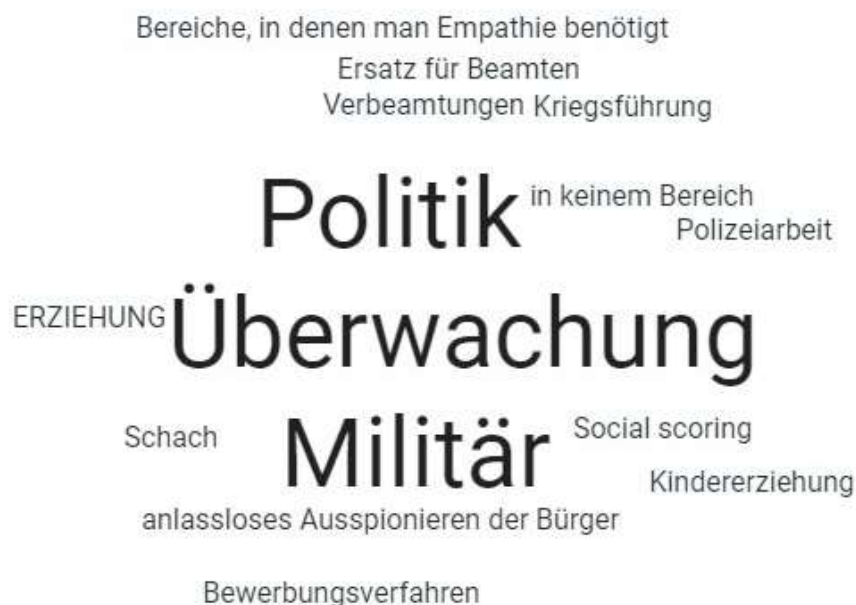 Bereiche, in denen man Empathie benötigt
Ersatz für Beamten
Verbeamtungen Kriegsführung
Politik
in keinem Bereich
Polizeiarbeit
ERZIEHUNG
Überwachung
Militär
Social scoring
Schach
Kindererziehung
anlassloses Ausspionieren der Bürger
Bewerbungsverfahren